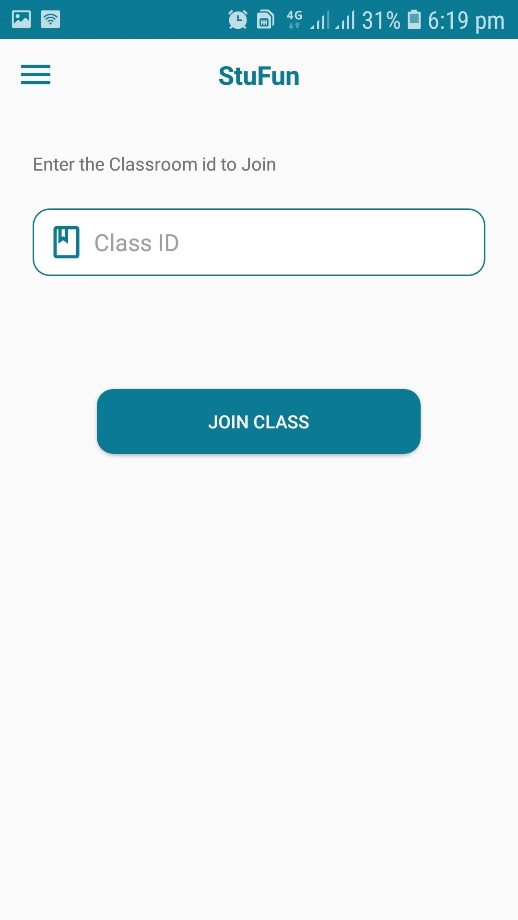 4G 31% 6:19 pm
StuFun
Enter the Classroom id to Join
Class ID
JOIN CLASS